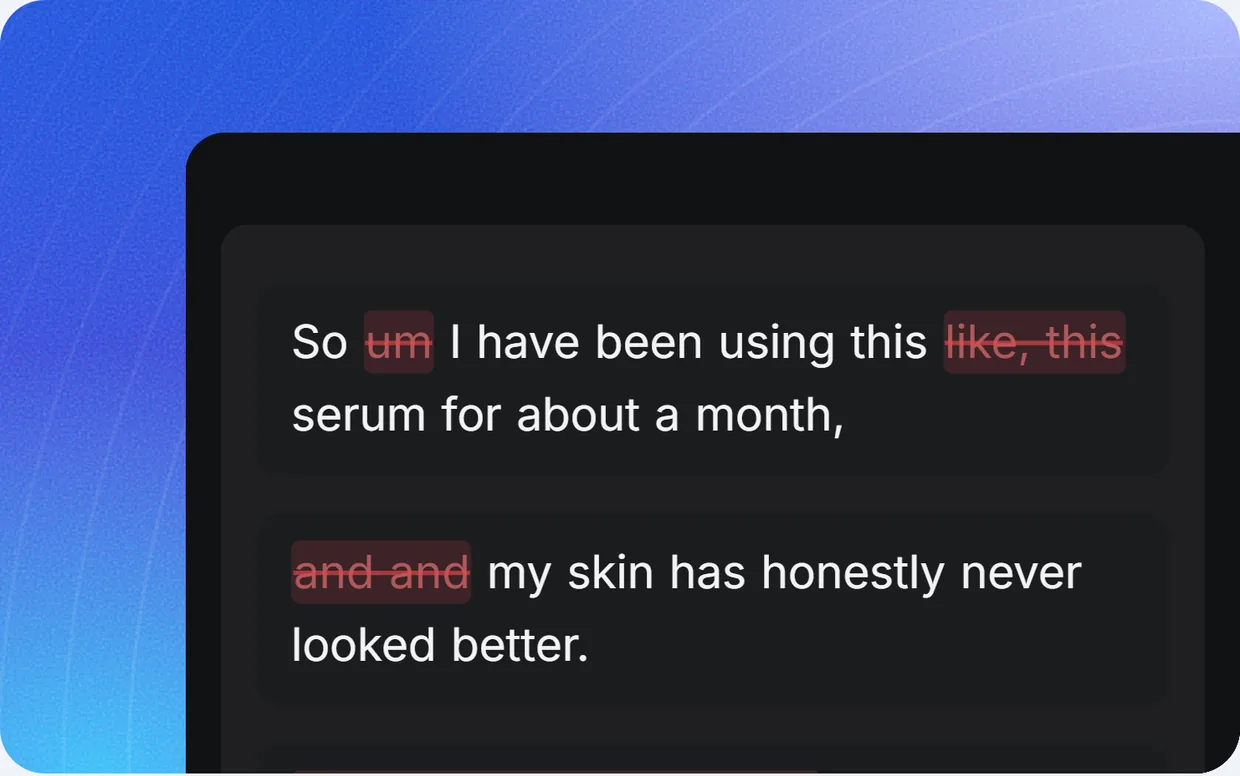 So um I have been using this like, this
serum for about a month,
and and my skin has honestly never
looked better.